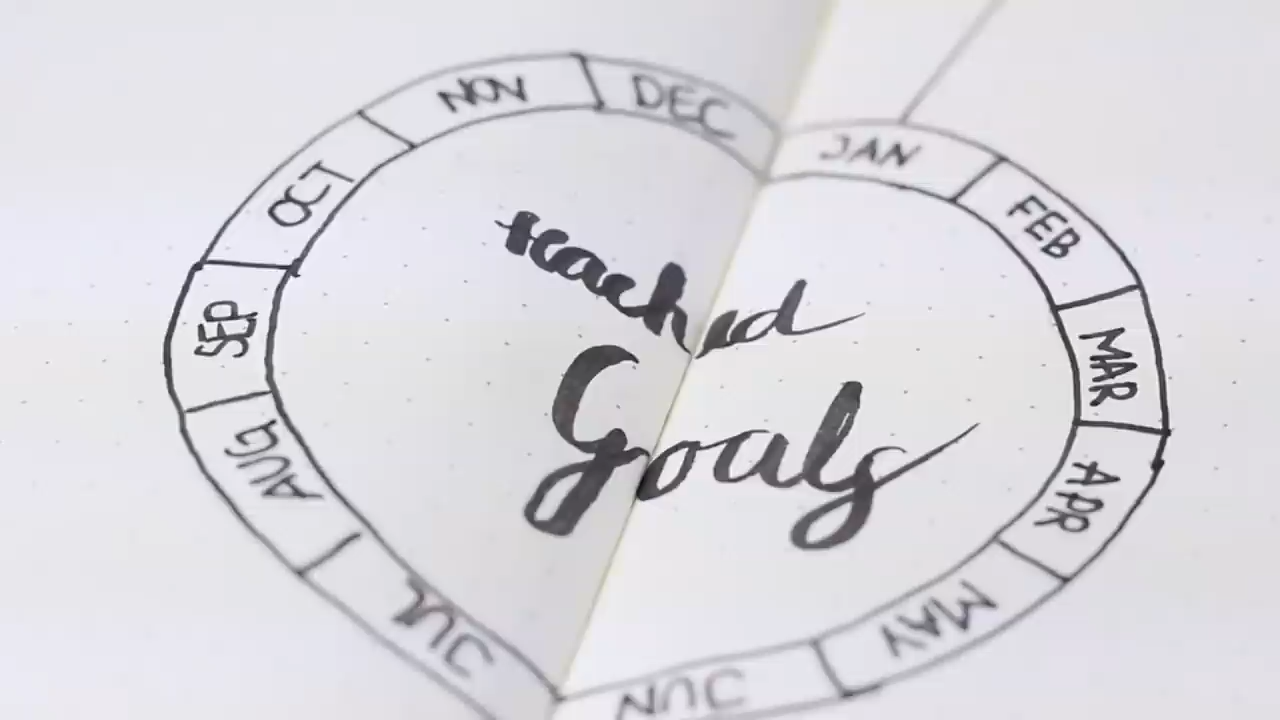 JAN
FEB
MAR
APR
MAY
JUN
JUL
AUG
SEP
OCT
NOV
DEC
reached
Goals